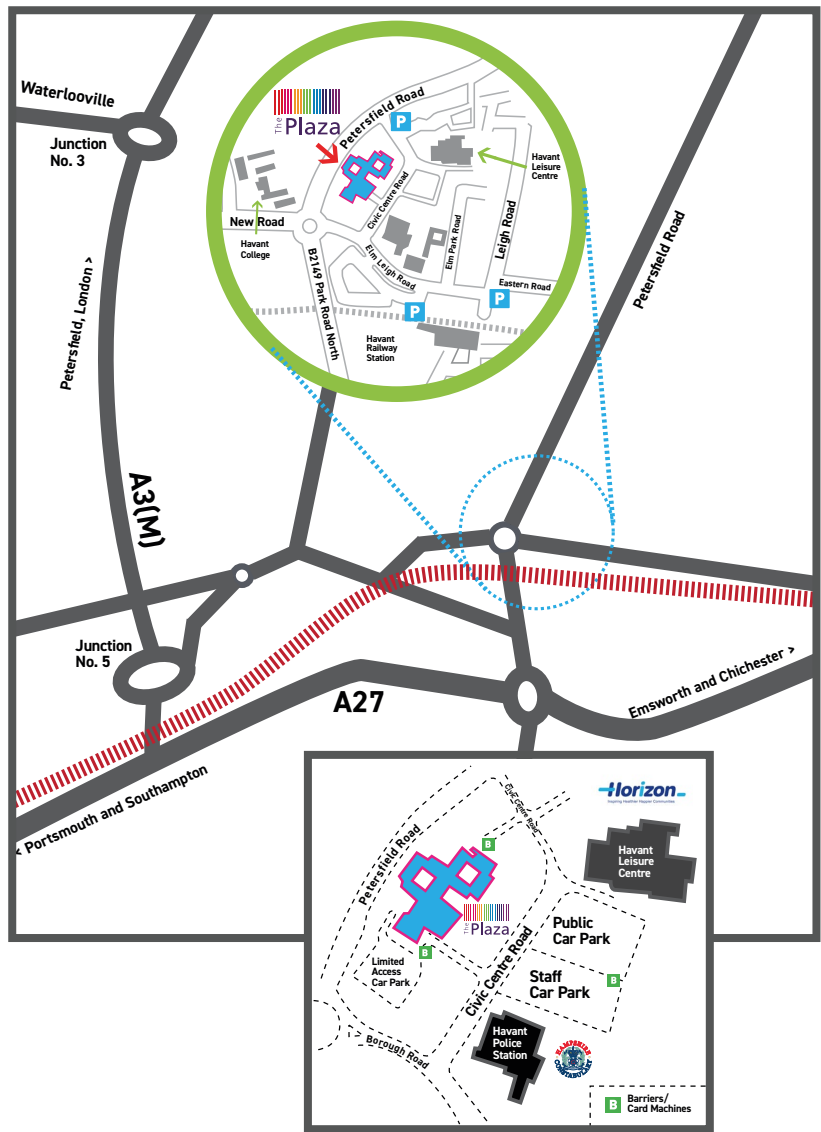 Waterlooville
Junction
No. 3
Petersfield, London >
A3(M)
Junction
No. 5
< Portsmouth and Southampton
A27
Emsworth and Chichester >
Petersfield Road
The Plaza
Petersfield Road
P
Havant
Leisure
Centre
Civic Centre Road
New Road
Havant
College
B2149 Park Road North
Elm Leigh Road
Elm Park Road
Leigh Road
Eastern Road
P
P
Havant
Railway
Station
Horizon
Inspiring Healthier Happier Communities
Civic Centre Road
Petersfield Road
B
Havant
Leisure
Centre
The Plaza
Public
Car Park
B
Limited
Access
Car Park
Civic Centre Road
Staff
Car Park
B
Borough Road
Havant
Police
Station
HAMPSHIRE
CONSTABULARY
B
Barriers/
Card Machines